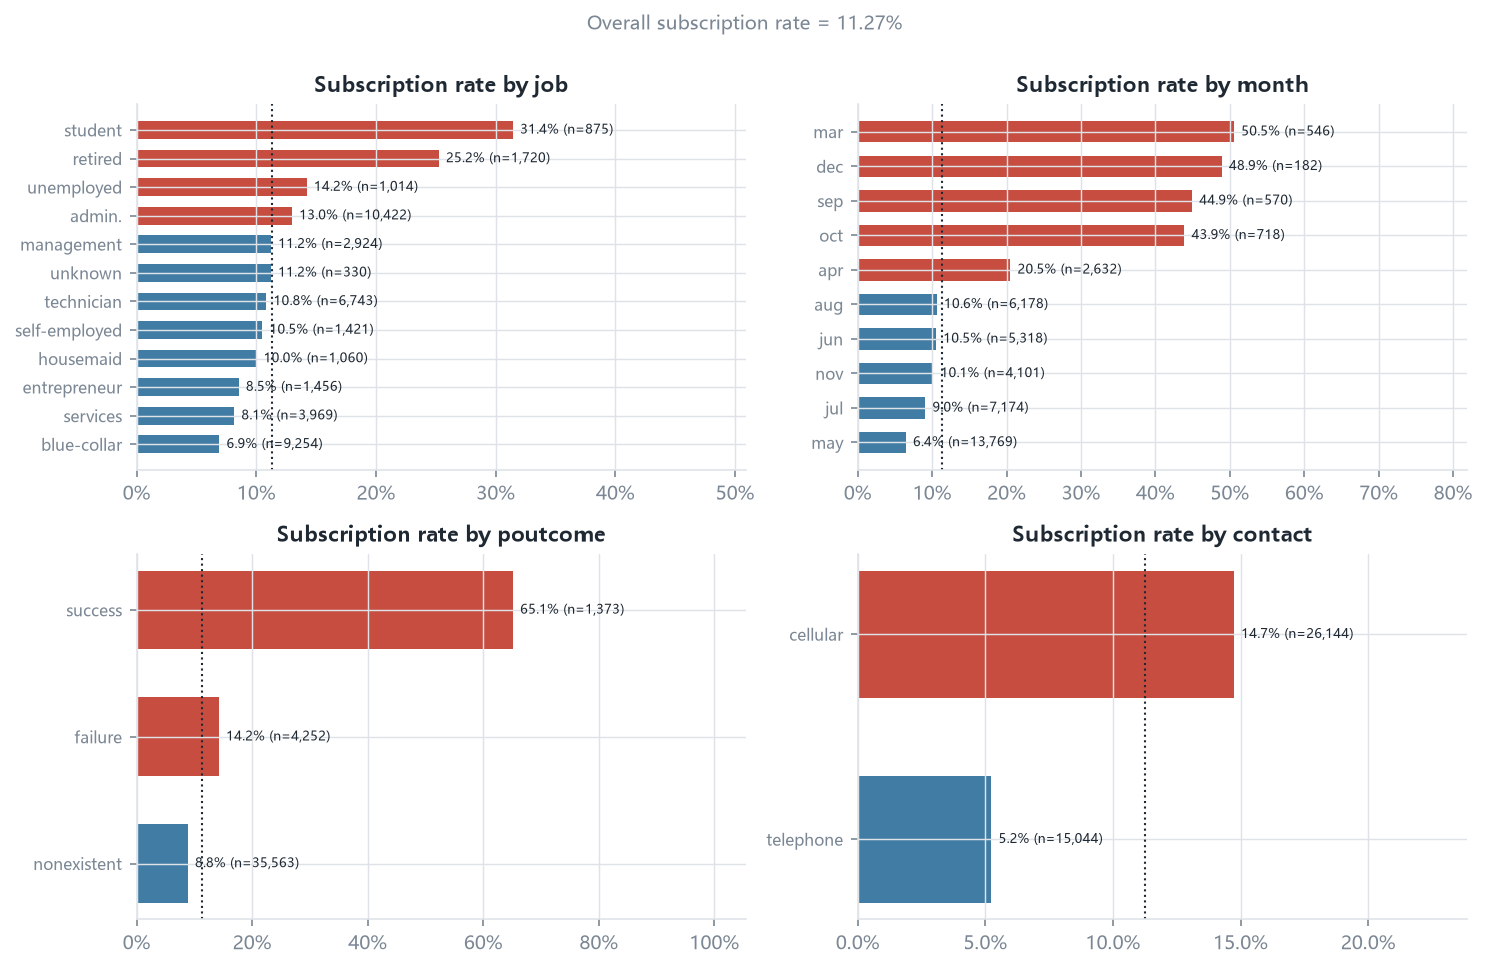 Overall subscription rate = 11.27%
Subscription rate by job
student 31.4% (n=875)
retired 25.2% (n=1,720)
unemployed 14.2% (n=1,014)
admin. 13.0% (n=10,422)
management 11.2% (n=2,924)
unknown 11.2% (n=330)
technician 10.8% (n=6,743)
self-employed 10.5% (n=1,421)
housemaid 10.0% (n=1,060)
entrepreneur 8.5% (n=1,456)
services 8.1% (n=3,969)
blue-collar 6.9% (n=9,254)
0% 10% 20% 30% 40% 50%
Subscription rate by month
mar 50.5% (n=546)
dec 48.9% (n=182)
sep 44.9% (n=570)
oct 43.9% (n=718)
apr 20.5% (n=2,632)
aug 10.6% (n=6,178)
jun 10.5% (n=5,318)
nov 10.1% (n=4,101)
jul 9.0% (n=7,174)
may 6.4% (n=13,769)
0% 10% 20% 30% 40% 50% 60% 70% 80%
Subscription rate by poutcome
success 65.1% (n=1,373)
failure 14.2% (n=4,252)
nonexistent 8.8% (n=35,563)
0% 20% 40% 60% 80% 100%
Subscription rate by contact
cellular 14.7% (n=26,144)
telephone 5.2% (n=15,044)
0.0% 5.0% 10.0% 15.0% 20.0%